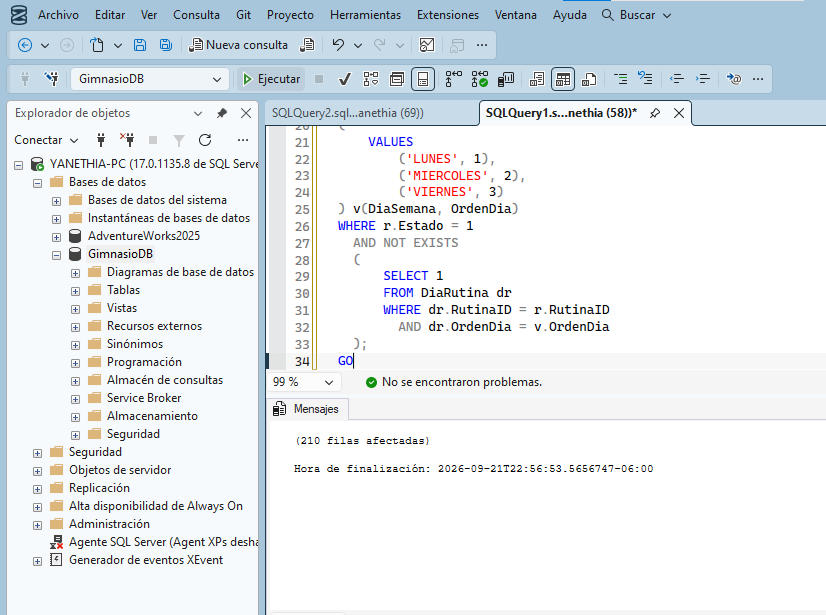 Archivo Editar Ver Consulta Git Proyecto Herramientas Extensiones Ventana Ayuda Buscar
Nueva consulta
GimnasioDB Ejecutar
Explorador de objetos
Conectar
YANETHIA-PC (17.0.1135.8 de SQL Serve
Bases de datos
Bases de datos del sistema
Instantáneas de bases de datos
AdventureWorks2025
GimnasioDB
Diagramas de base de datos
Tablas
Vistas
Recursos externos
Sinónimos
Programación
Almacén de consultas
Service Broker
Almacenamiento
Seguridad
Seguridad
Objetos de servidor
Replicación
Alta disponibilidad de Always On
Administración
Agente SQL Server (Agent XPs desha
Generador de eventos XEvent
SQLQuery2.sql...anethia (69)) SQLQuery1.s...nethia (58))*
20 (
21 VALUES
22 ('LUNES', 1),
23 ('MIERCOLES', 2),
24 ('VIERNES', 3)
25 ) v(DiaSemana, OrdenDia)
26 WHERE r.Estado = 1
27 AND NOT EXISTS
28 (
29 SELECT 1
30 FROM DiaRutina dr
31 WHERE dr.RutinaID = r.RutinaID
32 AND dr.OrdenDia = v.OrdenDia
33 );
34 GO
99 % No se encontraron problemas.
Mensajes
(210 filas afectadas)
Hora de finalización: 2026-09-21T22:56:53.5656747-06:00